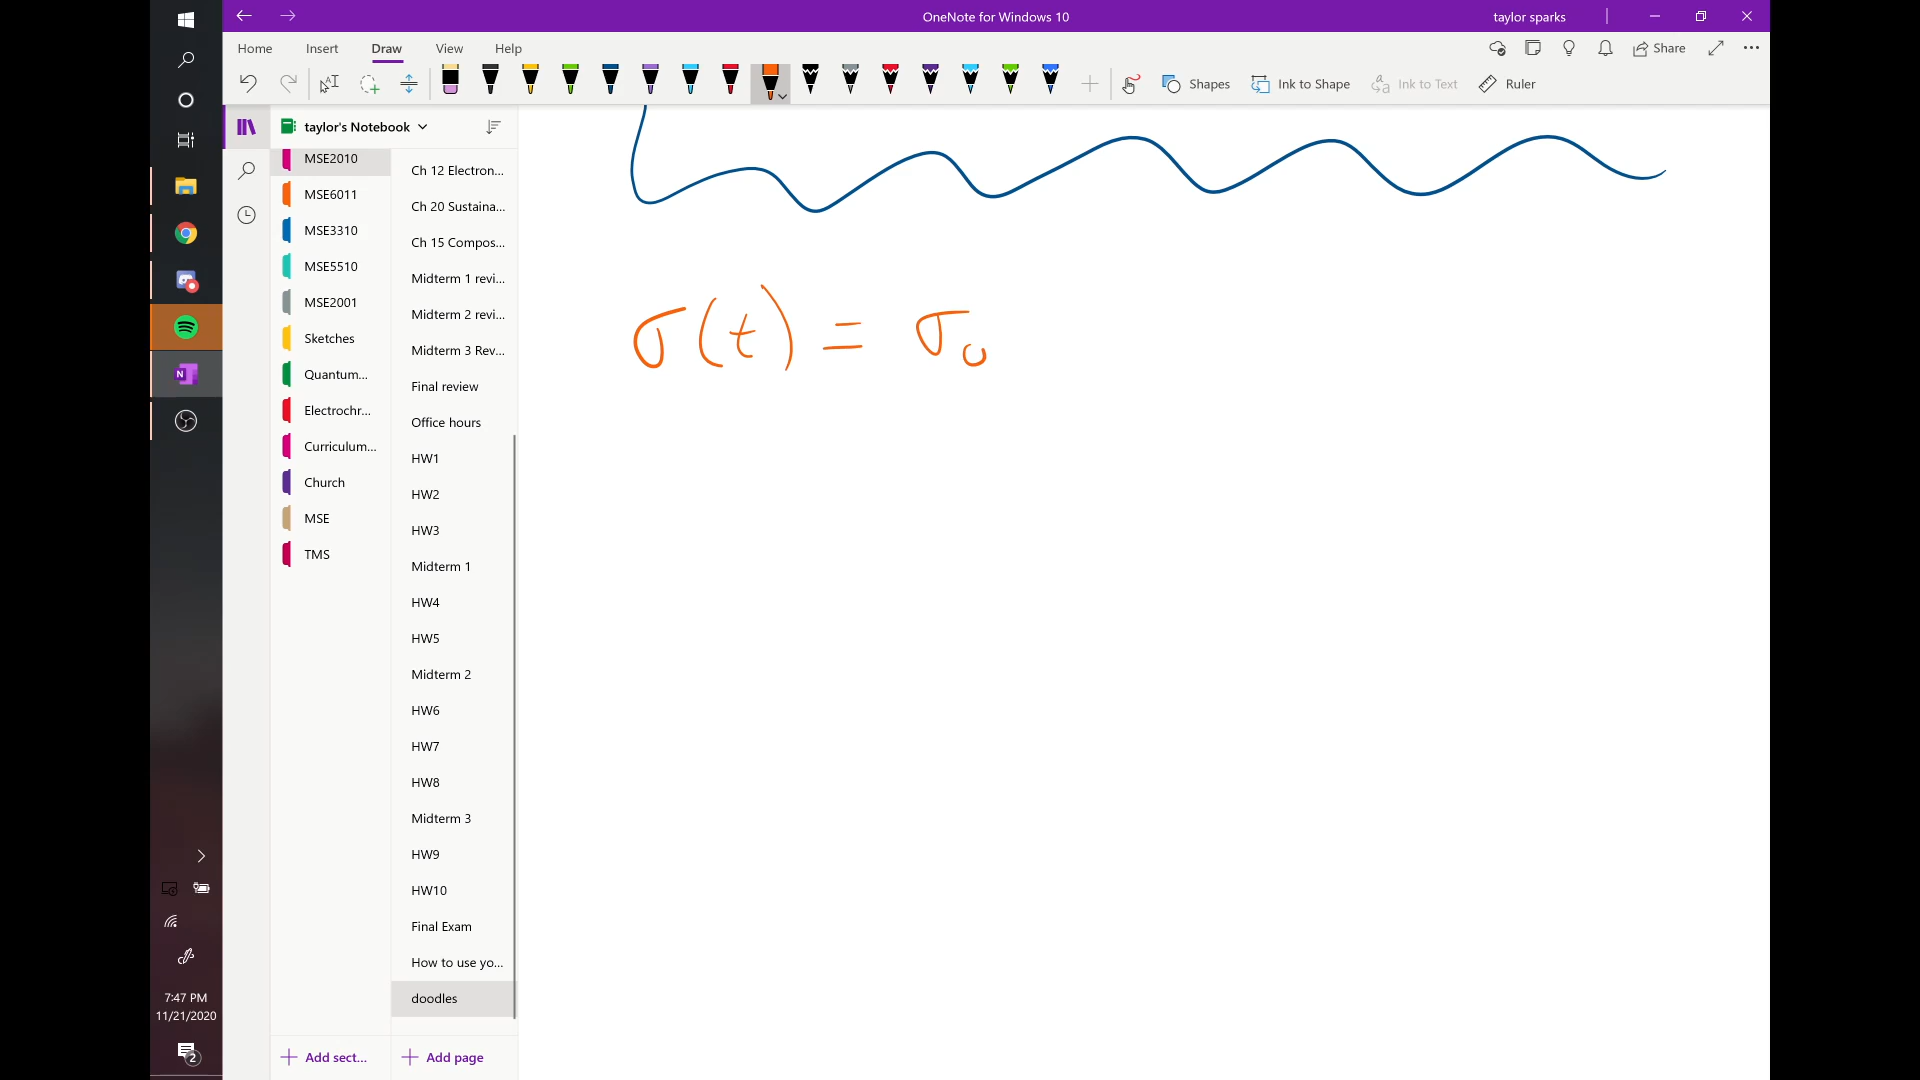 OneNote for Windows 10
taylor sparks
Home Insert Draw View Help
Share
Shapes Ink to Shape Ink to Text Ruler
taylor's Notebook
MSE2010
MSE6011
MSE3310
MSE5510
MSE2001
Sketches
Quantum...
Electrochr...
Curriculum...
Church
MSE
TMS
Add sect...
Ch 12 Electron...
Ch 20 Sustaina...
Ch 15 Compos...
Midterm 1 revi...
Midterm 2 revi...
Midterm 3 Rev...
Final review
Office hours
HW1
HW2
HW3
Midterm 1
HW4
HW5
Midterm 2
HW6
HW7
HW8
Midterm 3
HW9
HW10
Final Exam
How to use yo...
doodles
Add page
σ(t) = σ₀
7:47 PM
11/21/2020
2